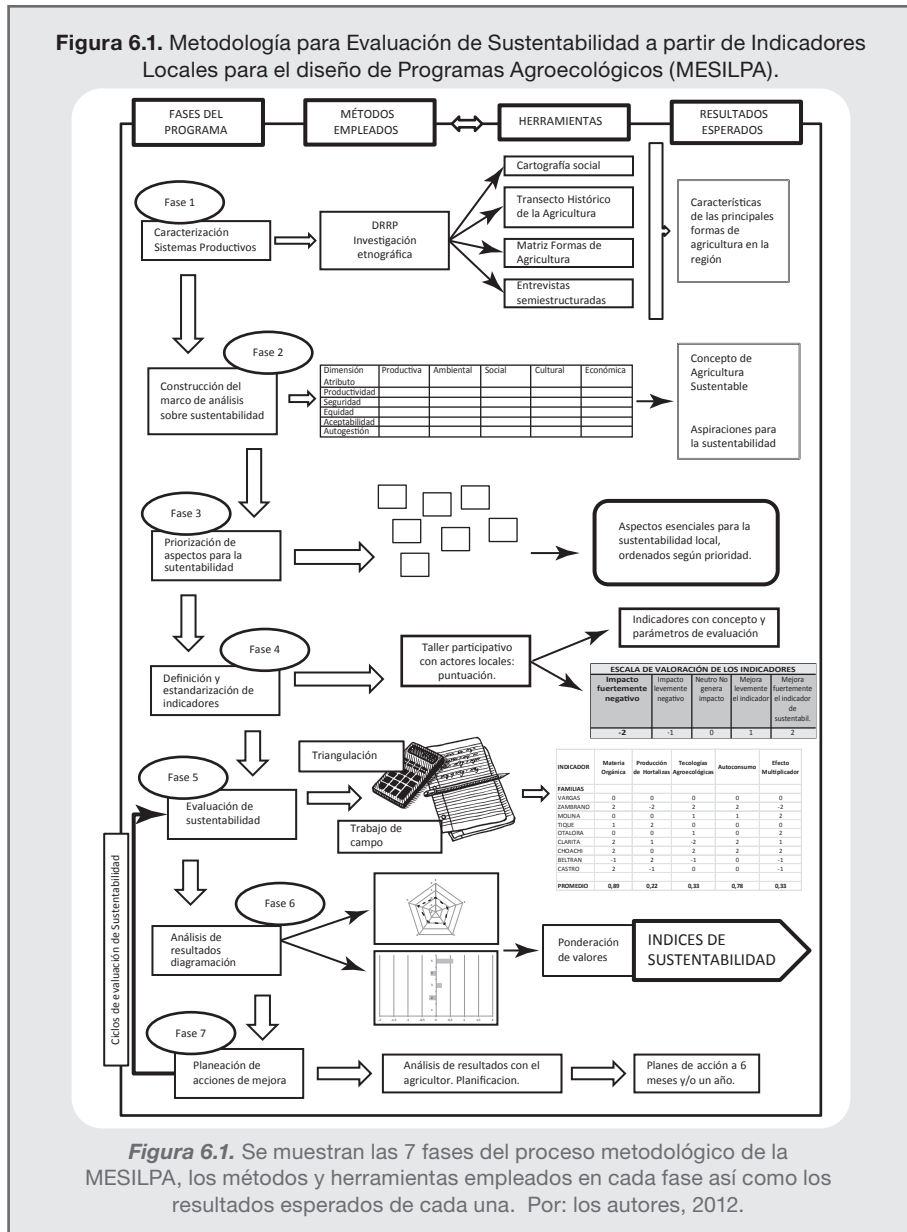 Figura 6.1. Metodología para Evaluación de Sustentabilidad a partir de Indicadores
Locales para el diseño de Programas Agroecológicos (MESILPA).
FASES DEL
PROGRAMA
MÉTODOS
EMPLEADOS
HERRAMIENTAS
RESULTADOS
ESPERADOS
Fase 1
Caracterización
Sistemas Productivos
DRRP
Investigación
etnográfica
Cartografía social
Transecto Histórico
de la Agricultura
Matriz Formas de
Agricultura
Entrevistas
semiestructuradas
Características
de las principales
formas de
agricultura en la
región
Fase 2
Construcción del
marco de análisis
sobre sustentabilidad
Dimensión Productiva Ambiental Social Cultural Económica
Atributo
Productividad
Seguridad
Equidad
Aceptabilidad
Autogestión
Concepto de
Agricultura
Sustentable
Aspiraciones para
la sustentabilidad
Fase 3
Priorización de
aspectos para la
sutentabilidad
Aspectos esenciales para la
sustentabilidad local,
ordenados según prioridad.
Fase 4
Definición y
estandarización de
indicadores
Taller participativo
con actores locales:
puntuación.
Indicadores con concepto y
parámetros de evaluación
ESCALA DE VALORACIÓN DE LOS INDICADORES
Impacto Impacto Neutro No Mejora Mejora
fuertemente levemente genera levemente fuertemente
negativo negativo impacto el indicador el indicador
de
sustentabil.
-2 -1 0 1 2
Fase 5
Evaluación de
sustentabilidad
Triangulación
Trabajo de
campo
INDICADOR Materia Producción Tecologías Autoconsumo Efecto
Orgánica de Hortalizas Agroecológicas Multiplicador
FAMILIAS
VARGAS 0 0 0 0 0
ZAMBRANO 2 -2 2 2 -2
MOLINA 0 0 1 1 2
TIQUE 1 2 0 0 0
OTALORA 0 0 1 0 2
CLARITA 2 1 -2 2 1
CHOACHI 2 0 2 2 2
BELTRAN -1 2 -1 0 -1
CASTRO 2 -1 0 0 -1
PROMEDIO 0,89 0,22 0,33 0,78 0,33
Ciclos de evaluación de Sustentabilidad
Fase 6
Análisis de
resultados
diagramación
Ponderación
de valores
INDICES DE
SUSTENTABILIDAD
Fase 7
Planeación de
acciones de mejora
Análisis de resultados con el
agricultor. Planificacion.
Planes de acción a 6
meses y/o un año.
Figura 6.1. Se muestran las 7 fases del proceso metodológico de la
MESILPA, los métodos y herramientas empleados en cada fase así como los
resultados esperados de cada una. Por: los autores, 2012.